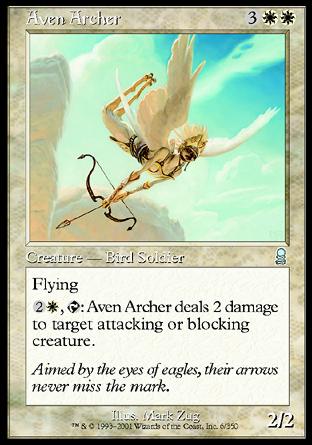 Aven Archer 3
Creature — Bird Soldier
Flying
2, : Aven Archer deals 2 damage
to target attacking or blocking
creature.
Aimed by the eyes of eagles, their arrows
never miss the mark.
Illus. Mark Zug
™ & © 1993–2001 Wizards of the Coast, Inc. 6/350
2/2